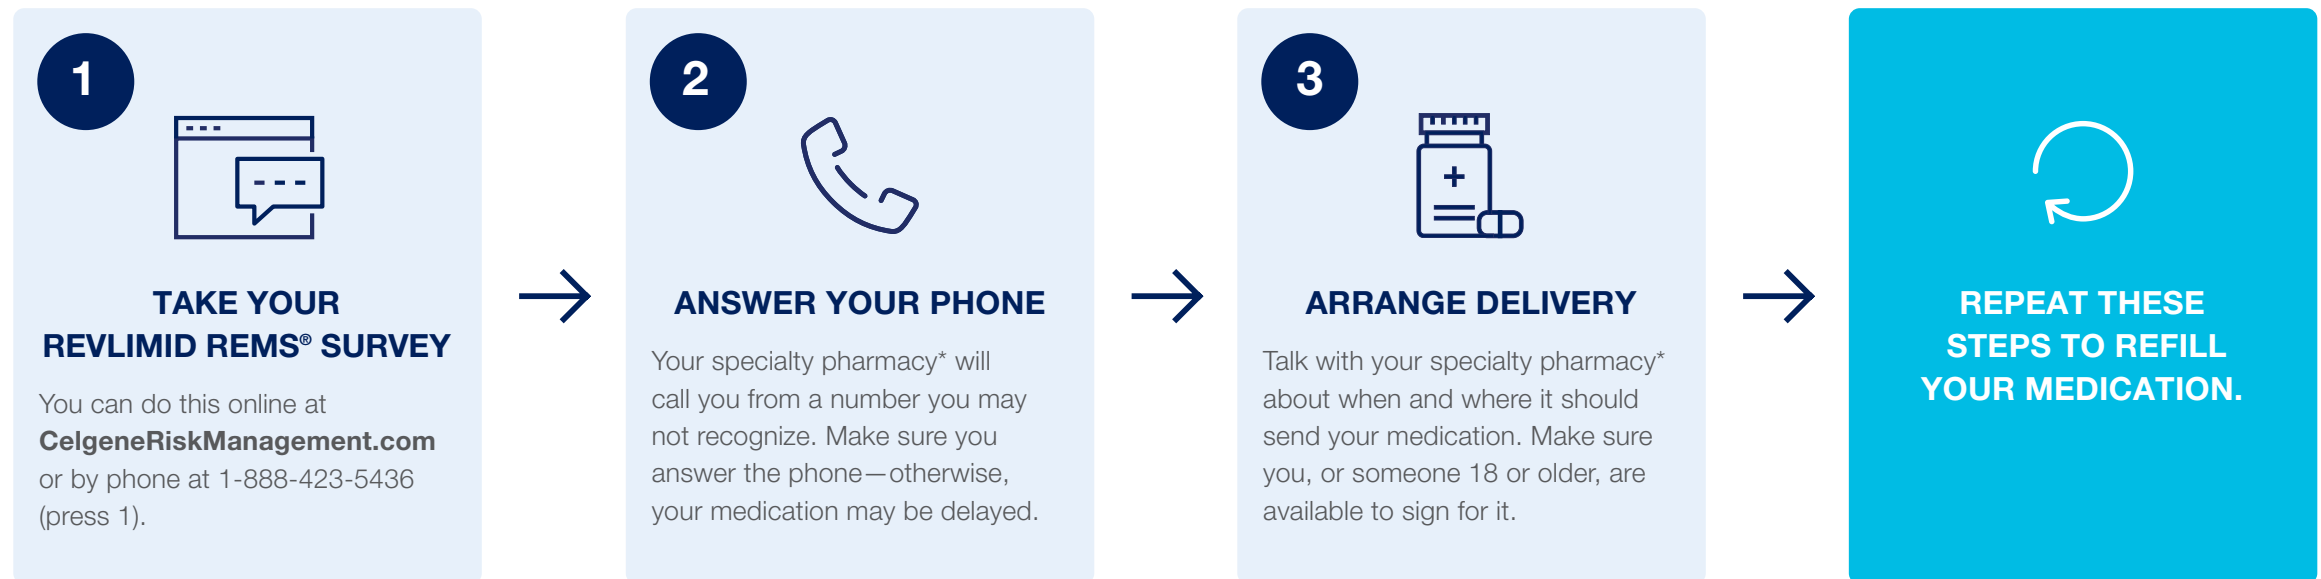 1
TAKE YOUR
REVLIMID REMS® SURVEY
You can do this online at
CelgeneRiskManagement.com
or by phone at 1-888-423-5436
(press 1).
2
ANSWER YOUR PHONE
Your specialty pharmacy* will
call you from a number you may
not recognize. Make sure you
answer the phone—otherwise,
your medication may be delayed.
3
ARRANGE DELIVERY
Talk with your specialty pharmacy*
about when and where it should
send your medication. Make sure
you, or someone 18 or older, are
available to sign for it.
REPEAT THESE
STEPS TO REFILL
YOUR MEDICATION.